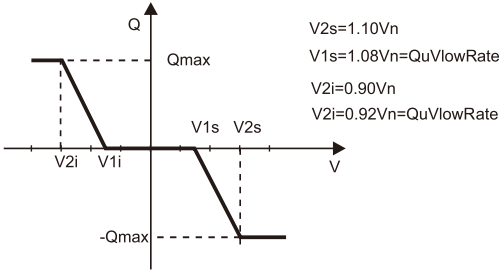 Q
V2s=1.10Vn
V1s=1.08Vn=QuVlowRate
Qmax
V2i=0.90Vn
V2i=0.92Vn=QuVlowRate
V1s
V2s
V2i
V1i
V
-Qmax